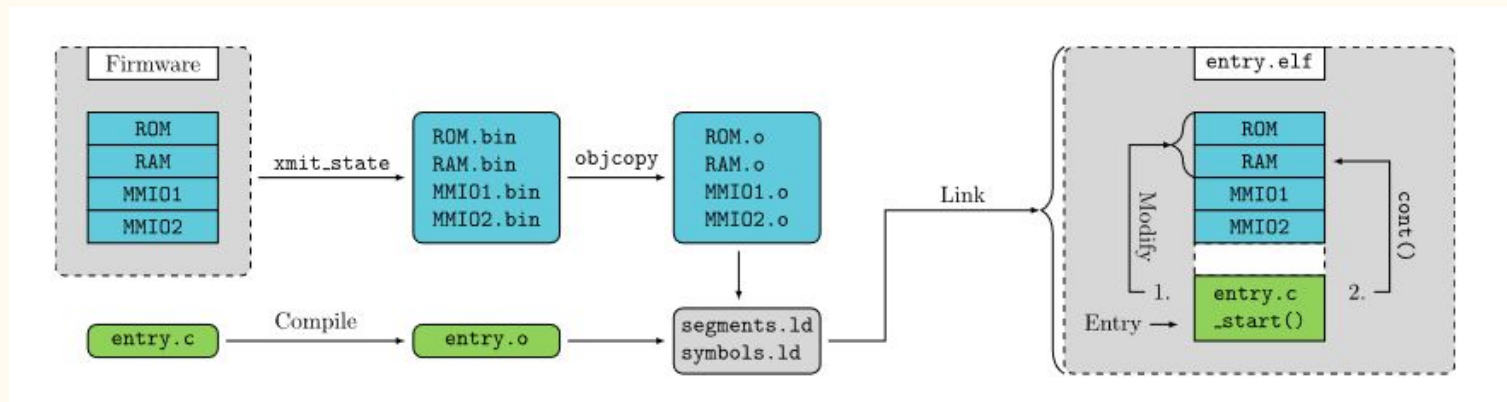 Firmware
ROM
RAM
MMIO1
MMIO2
xmit_state
ROM.bin
RAM.bin
MMIO1.bin
MMIO2.bin
objcopy
ROM.o
RAM.o
MMIO1.o
MMIO2.o
entry.c
Compile
entry.o
segments.ld
symbols.ld
Link
entry.elf
ROM
RAM
MMIO1
MMIO2
Modify
1.
entry.c
_start()
Entry
2.
cont()